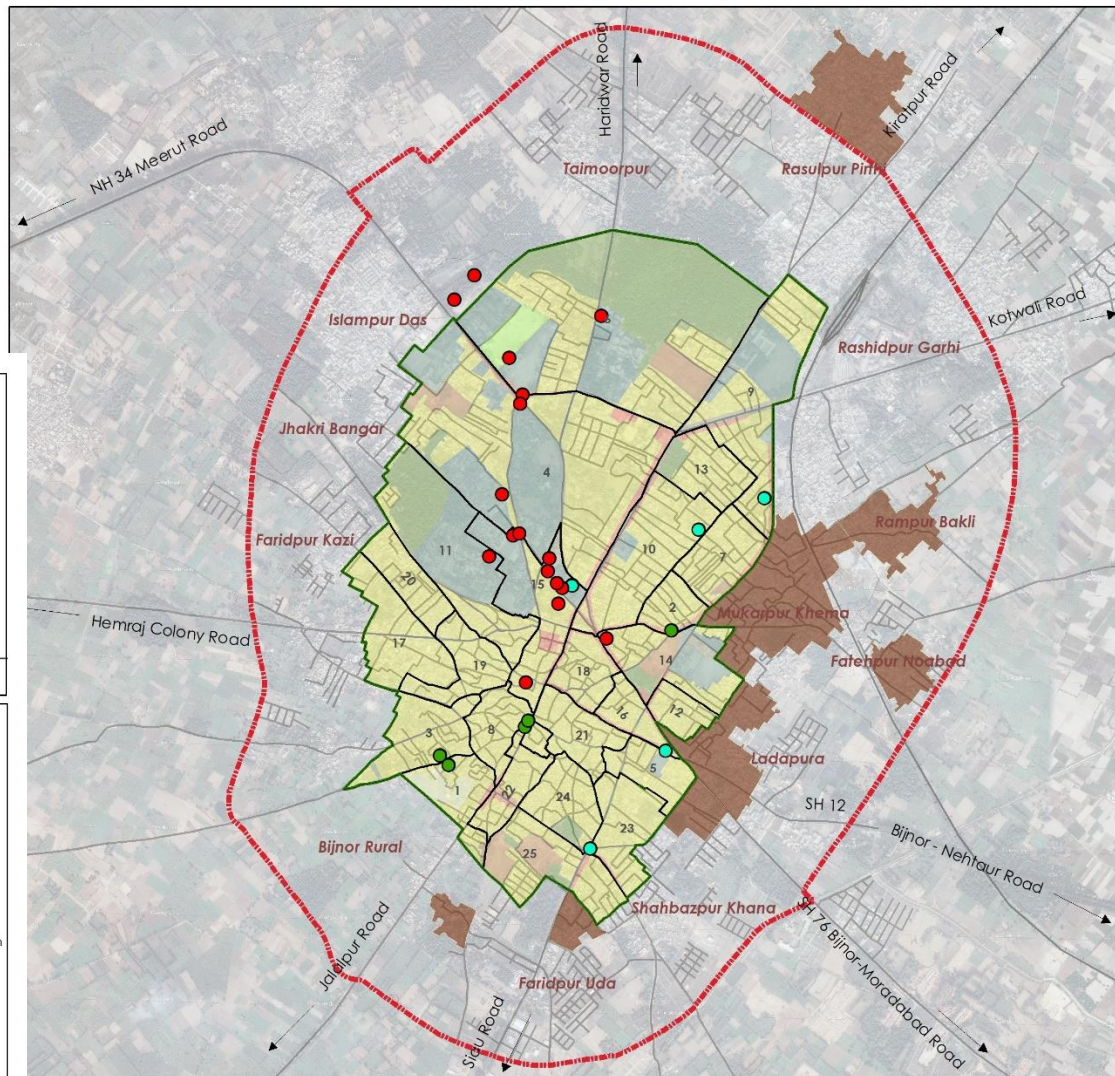 Haridwar Road
Kiratpur Road
NH 34 Meerut Road
Taimoorpur
Rasulpur Pirthi
Kotwali Road
Islampur Das
Rashidpur Garhi
9
Jhakri Bangar
4
13
Rampur Bakli
Faridpur Kazi
11
10
7
20
15
2
Mukarpur Khema
Hemraj Colony Road
17
14
Fatehpur Noabad
19
18
16
12
3
8
21
5
Ladapura
1
22
24
SH 12
23
Bijnor - Nehtaur Road
Bijnor Rural
25
Shahbazpur Khana
SH 76 Bijnor-Moradabad Road
Jalalpur Road
Faridpur Uda
Siau Road